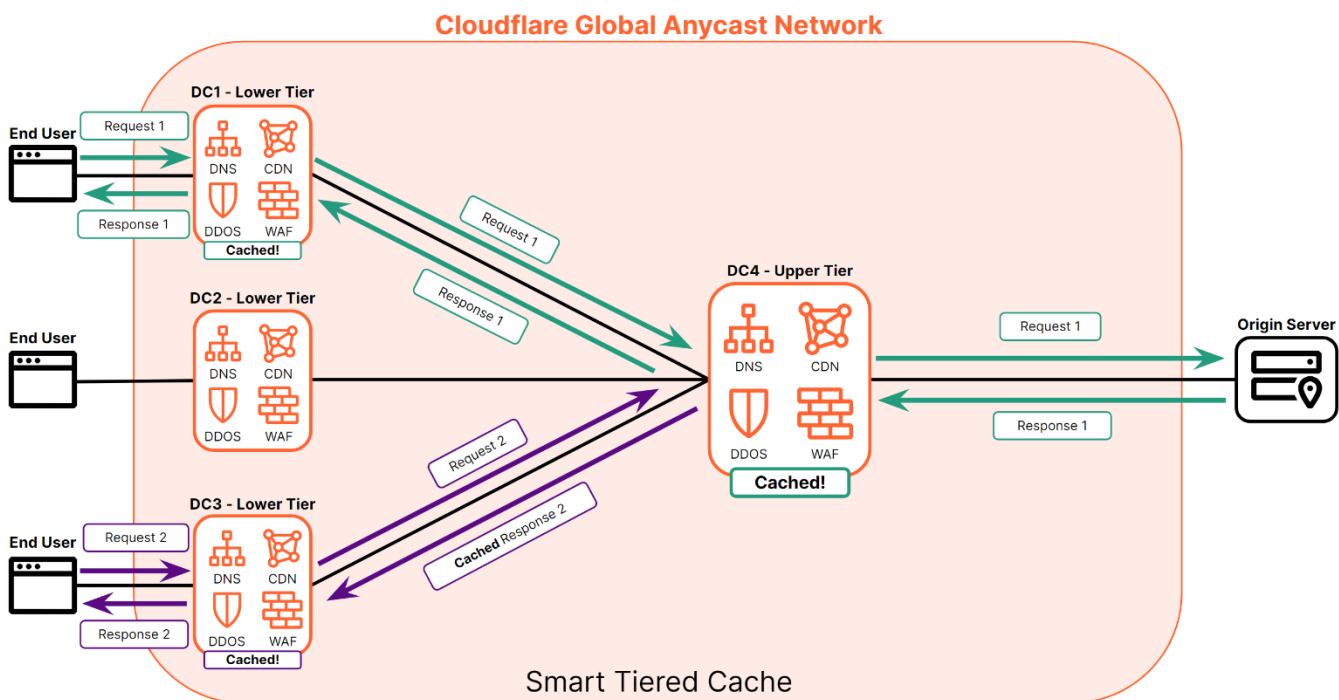 Cloudflare Global Anycast Network
DC1 - Lower Tier
End User
Request 1
DNS
CDN
Response 1
DDOS
WAF
Cached!
Request 1
Response 1
DC2 - Lower Tier
End User
DNS
CDN
DDOS
WAF
DC4 - Upper Tier
DNS
CDN
DDOS
WAF
Cached!
Request 1
Response 1
Origin Server
DC3 - Lower Tier
End User
Request 2
DNS
CDN
Response 2
DDOS
WAF
Cached!
Request 2
Cached Response 2
Smart Tiered Cache